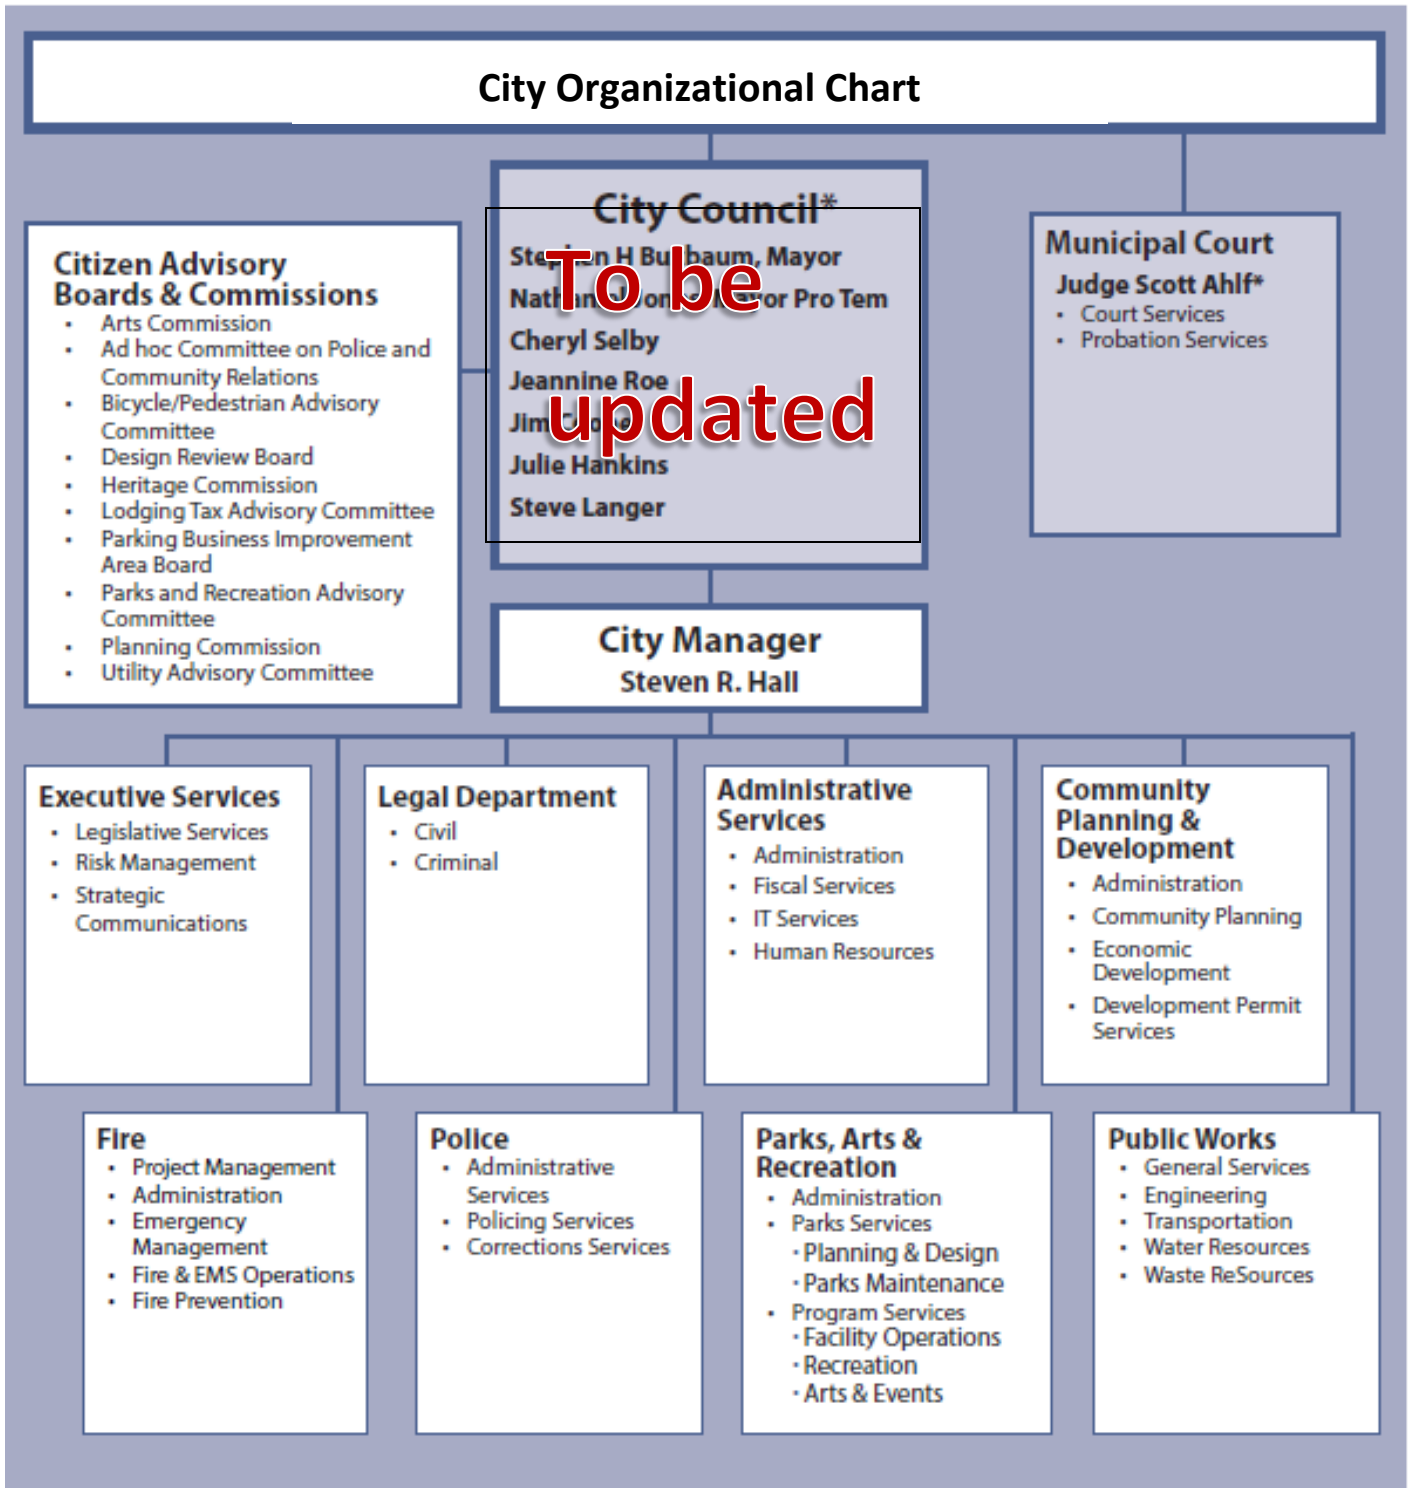 City Organizational Chart
City Council*
Stephen H Buxbaum, Mayor
Nathaniel Jones Mayor Pro Tem
Cheryl Selby
Jeannine Roe
Jim Cooper
Julie Hankins
Steve Langer
To be
updated
Citizen Advisory
Boards & Commissions
• Arts Commission
• Ad hoc Committee on Police and
Community Relations
• Bicycle/Pedestrian Advisory
Committee
• Design Review Board
• Heritage Commission
• Lodging Tax Advisory Committee
• Parking Business Improvement
Area Board
• Parks and Recreation Advisory
Committee
• Planning Commission
• Utility Advisory Committee
Municipal Court
Judge Scott Ahlf*
• Court Services
• Probation Services
City Manager
Steven R. Hall
Executive Services
• Legislative Services
• Risk Management
• Strategic
Communications
Legal Department
• Civil
• Criminal
Administrative
Services
• Administration
• Fiscal Services
• IT Services
• Human Resources
Community
Planning &
Development
• Administration
• Community Planning
• Economic
Development
• Development Permit
Services
Fire
• Project Management
• Administration
• Emergency
Management
• Fire & EMS Operations
• Fire Prevention
Police
• Administrative
Services
• Policing Services
• Corrections Services
Parks, Arts &
Recreation
• Administration
• Parks Services
• Planning & Design
• Parks Maintenance
• Program Services
• Facility Operations
• Recreation
• Arts & Events
Public Works
• General Services
• Engineering
• Transportation
• Water Resources
• Waste ReSources